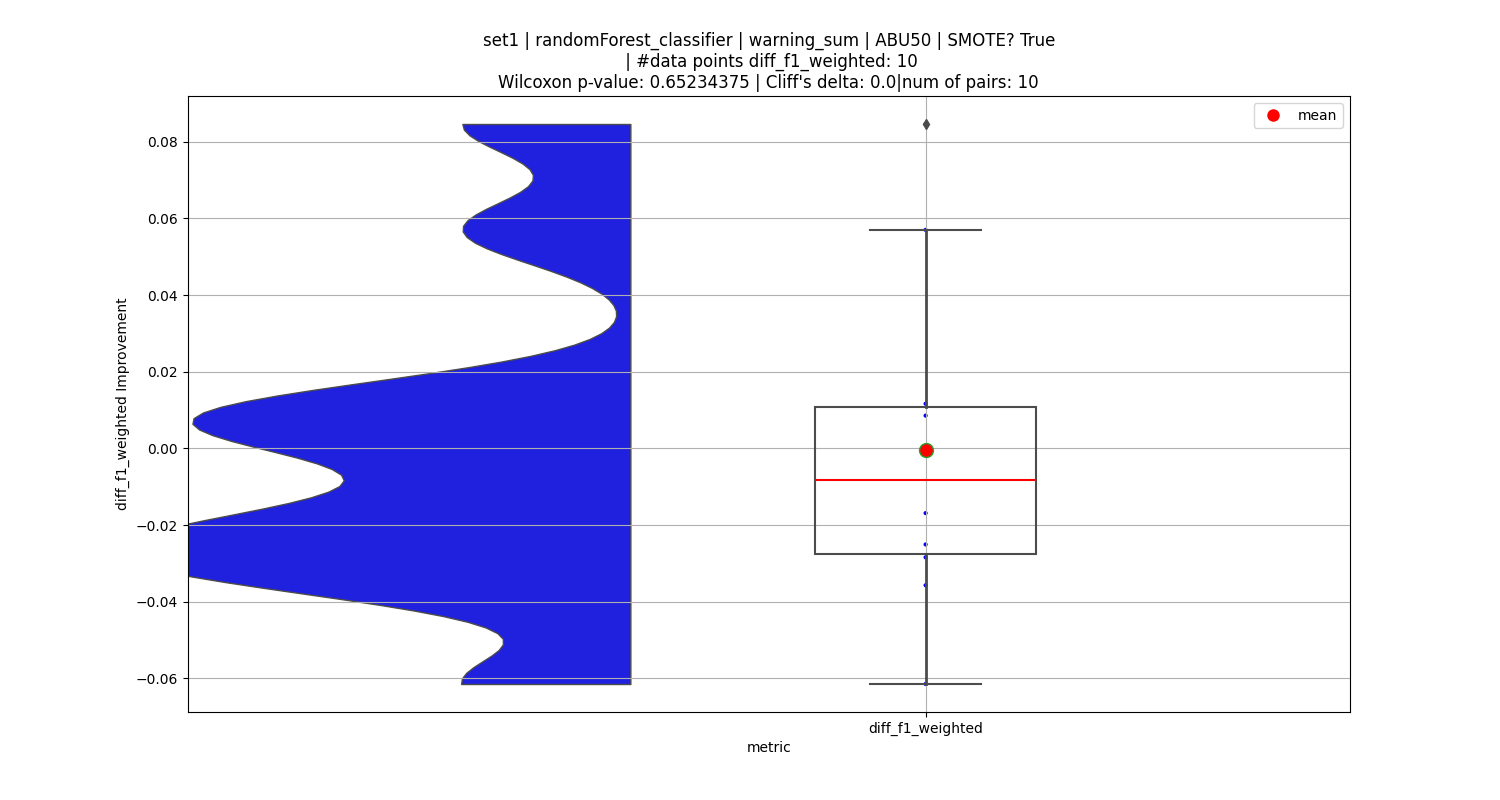 set1 | randomForest_classifier | warning_sum | ABU50 | SMOTE? True
| #data points diff_f1_weighted: 10
Wilcoxon p-value: 0.65234375 | Cliff's delta: 0.0|num of pairs: 10
mean
0.08
0.06
0.04
0.02
0.00
−0.02
−0.04
−0.06
diff_f1_weighted Improvement
diff_f1_weighted
metric